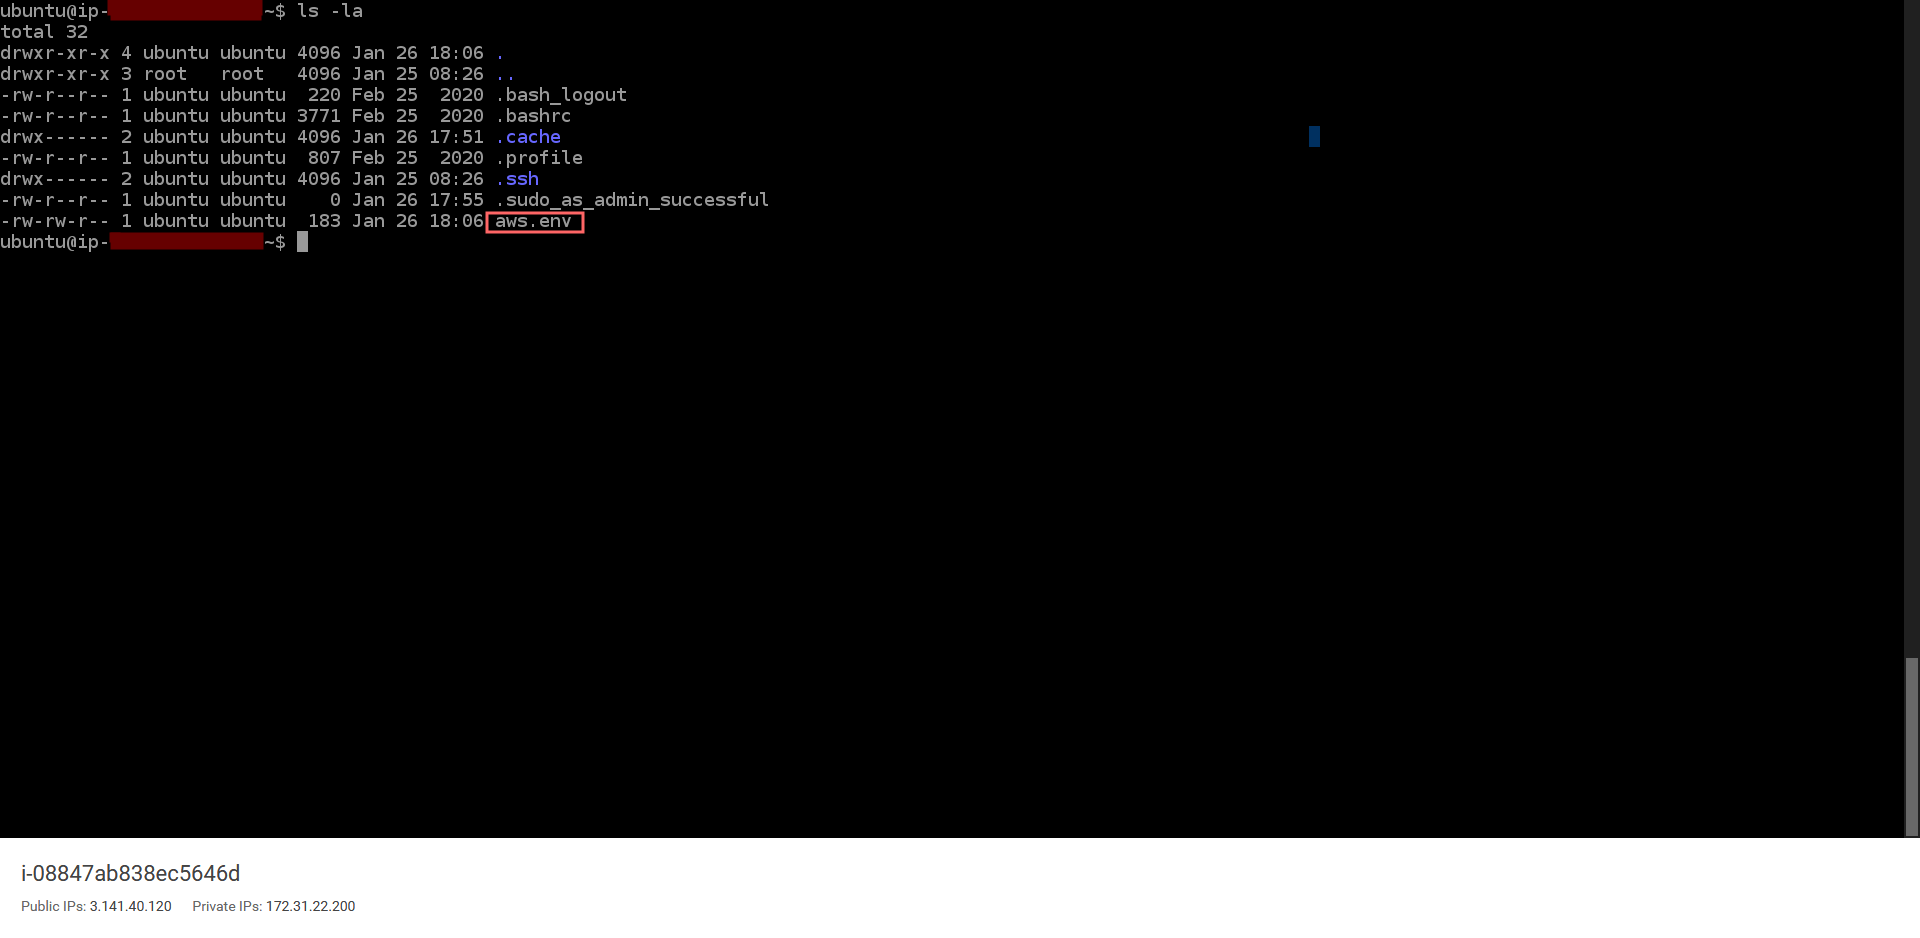 ubuntu@ip- ~$ ls -la
total 32
drwxr-xr-x 4 ubuntu ubuntu 4096 Jan 26 18:06 .
drwxr-xr-x 3 root   root   4096 Jan 25 08:26 ..
-rw-r--r-- 1 ubuntu ubuntu  220 Feb 25  2020 .bash_logout
-rw-r--r-- 1 ubuntu ubuntu 3771 Feb 25  2020 .bashrc
drwx------ 2 ubuntu ubuntu 4096 Jan 26 17:51 .cache
-rw-r--r-- 1 ubuntu ubuntu  807 Feb 25  2020 .profile
drwx------ 2 ubuntu ubuntu 4096 Jan 25 08:26 .ssh
-rw-r--r-- 1 ubuntu ubuntu    0 Jan 26 17:55 .sudo_as_admin_successful
-rw-rw-r-- 1 ubuntu ubuntu  183 Jan 26 18:06 aws.env
ubuntu@ip- ~$
i-08847ab838ec5646d
Public IPs: 3.141.40.120 Private IPs: 172.31.22.200